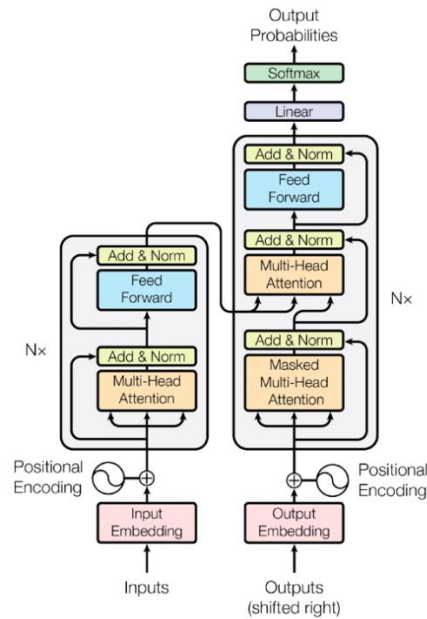 Output
Probabilities
Softmax
Linear
Add & Norm
Feed
Forward
Add & Norm
Multi-Head
Attention
Add & Norm
Masked
Multi-Head
Attention
N×
Positional
Encoding
Output
Embedding
Outputs
(shifted right)
Add & Norm
Feed
Forward
N×
Add & Norm
Multi-Head
Attention
Positional
Encoding
Input
Embedding
Inputs